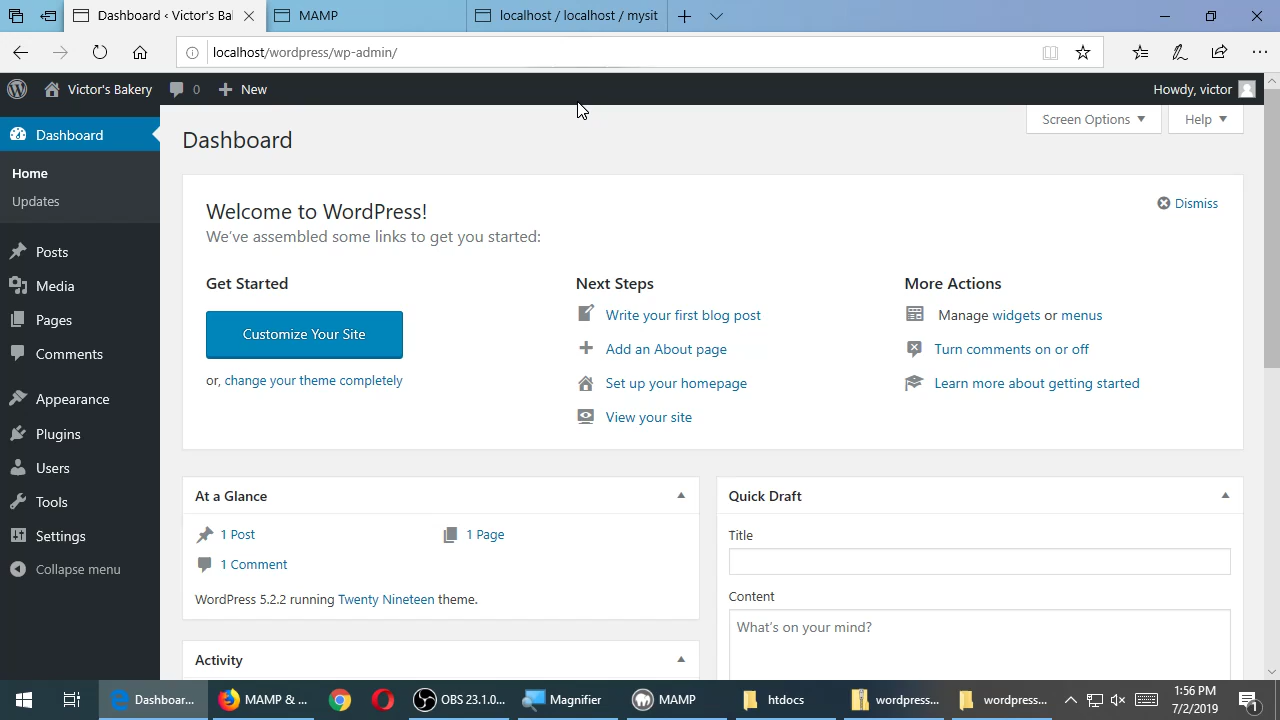 Dashboard ‹ Victor's Ba
MAMP
localhost / localhost / mysit
localhost/wordpress/wp-admin/
Victor's Bakery
0
New
Howdy, victor
Dashboard
Home
Updates
Posts
Media
Pages
Comments
Appearance
Plugins
Users
Tools
Settings
Collapse menu
Screen Options
Help
Dashboard
Welcome to WordPress!
We've assembled some links to get you started:
Dismiss
Get Started
Customize Your Site
or, change your theme completely
Next Steps
Write your first blog post
Add an About page
Set up your homepage
View your site
More Actions
Manage widgets or menus
Turn comments on or off
Learn more about getting started
At a Glance
1 Post
1 Page
1 Comment
WordPress 5.2.2 running Twenty Nineteen theme.
Activity
Quick Draft
Title
Content
What's on your mind?
Dashboar...
MAMP & ...
OBS 23.1.0...
Magnifier
MAMP
htdocs
wordpress...
wordpress...
1:56 PM
7/2/2019
1